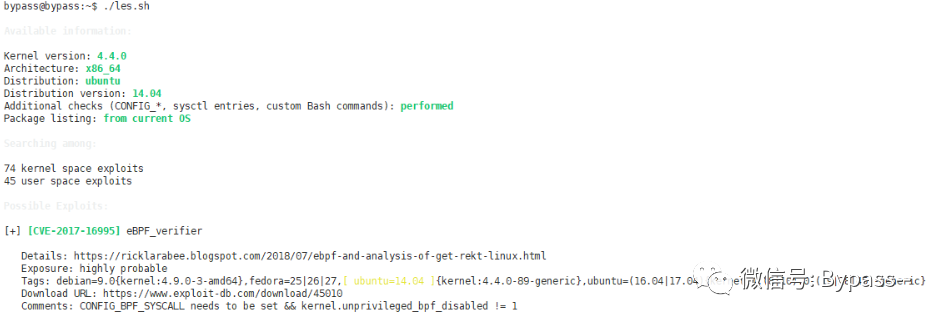 bypass@bypass:~$ ./les.sh
Available information:
Kernel version: 4.4.0
Architecture: x86_64
Distribution: ubuntu
Distribution version: 14.04
Additional checks (CONFIG_*, sysctl entries, custom Bash commands): performed
Package listing: from current OS
Searching among:
74 kernel space exploits
45 user space exploits
Possible Exploits:
[+] [CVE-2017-16995] eBPF_verifier
Details: https://ricklarabee.blogspot.com/2018/07/ebpf-and-analysis-of-get-rekt-linux.html
Exposure: highly probable
Tags: debian=9.0{kernel:4.9.0-3-amd64},fedora=25|26|27,[ ubuntu=14.04 ]{kernel:4.4.0-89-generic},ubuntu=(16.04|17.04
Download URL: https://www.exploit-db.com/download/45010
Comments: CONFIG_BPF_SYSCALL needs to be set && kernel.unprivileged_bpf_disabled != 1
微信号: Bypass--